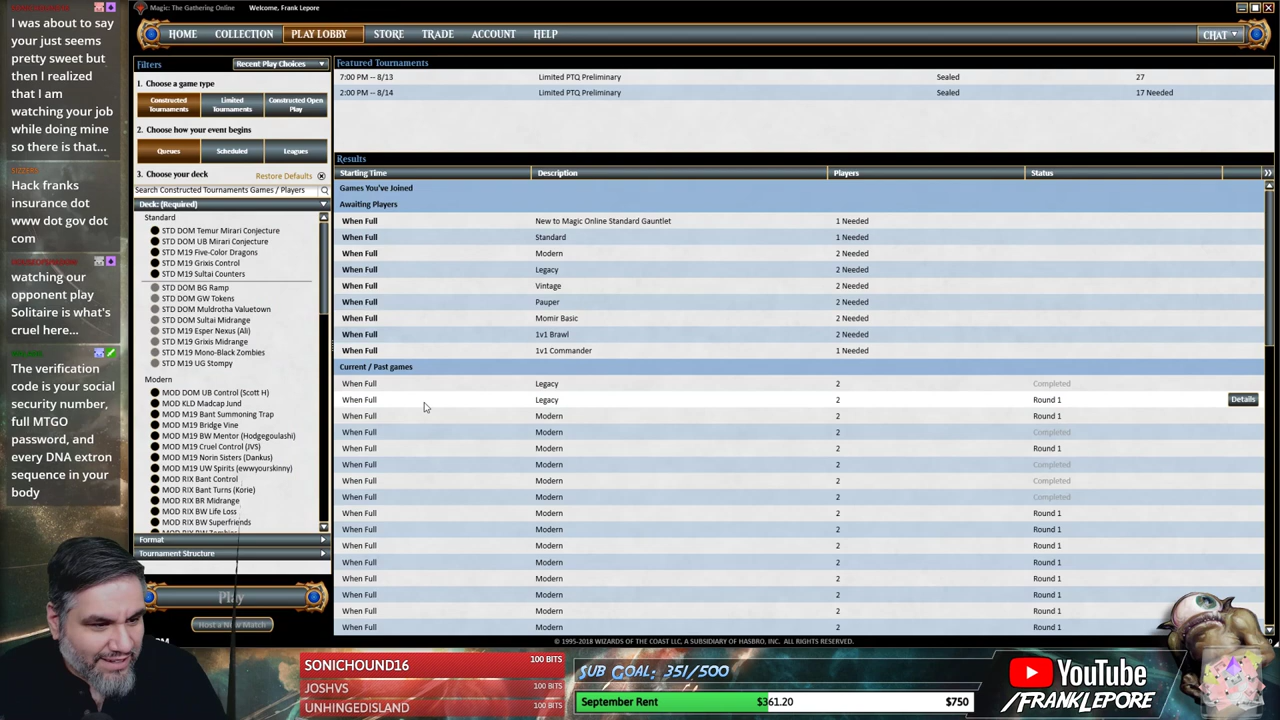 Magic: The Gathering Online
Welcome, Frank Lepore
HOME
COLLECTION
PLAY LOBBY
STORE
TRADE
ACCOUNT
HELP
CHAT
I was about to say
your just seems
pretty sweet but
then I realized
that I am
watching your job
while doing mine
so there is that...
Hack franks
insurance dot
www dot gov dot
com
watching our
opponent play
Solitaire is what's
cruel here...
The verification
code is your social
security number,
full MTGO
password, and
every DNA extron
sequence in your
body
Filters
Recent Play Choices
1. Choose a game type
Constructed Tournaments
Limited Tournaments
Constructed Open Play
2. Choose how your event begins
Queues
Scheduled
Leagues
3. Choose your deck
Restore Defaults
Search Constructed Tournaments Games / Players
Deck: (Required)
Standard
STD DOM Temur Mirari Conjecture
STD DOM UB Mirari Conjecture
STD M19 Five-Color Dragons
STD M19 Grixis Control
STD M19 Sultai Counters
STD DOM BG Ramp
STD DOM GW Tokens
STD DOM Muldrotha Valuetown
STD DOM Sultai Midrange
STD M19 Esper Nexus (Ali)
STD M19 Grixis Midrange
STD M19 Mono-Black Zombies
STD M19 UG Stompy
Modern
MOD DOM UB Control (Scott H)
MOD KLD Madcap Jund
MOD M19 Bant Summoning Trap
MOD M19 Bridge Vine
MOD M19 BW Mentor (Hodgegoulashi)
MOD M19 Cruel Control (JVS)
MOD M19 Norin Sisters (Dankus)
MOD M19 UW Spirits (ewwyourskinny)
MOD RIX Bant Control
MOD RIX Bant Turns (Korie)
MOD RIX BR Midrange
MOD RIX BW Life Loss
MOD RIX BW Superfriends
Format
Tournament Structure
Play
Host a New Match
PM
Featured Tournaments
7:00 PM -- 8/13 Limited PTQ Preliminary Sealed 27
2:00 PM -- 8/14 Limited PTQ Preliminary Sealed 17 Needed
Results
Starting Time Description Players Status
Games You've Joined
Awaiting Players
When Full New to Magic Online Standard Gauntlet 1 Needed
When Full Standard 1 Needed
When Full Modern 2 Needed
When Full Legacy 2 Needed
When Full Vintage 2 Needed
When Full Pauper 2 Needed
When Full Momir Basic 2 Needed
When Full 1v1 Brawl 2 Needed
When Full 1v1 Commander 1 Needed
Current / Past games
When Full Legacy 2 Completed
When Full Legacy 2 Round 1 Details
When Full Modern 2 Round 1
When Full Modern 2 Completed
When Full Modern 2 Round 1
When Full Modern 2 Completed
When Full Modern 2 Completed
When Full Modern 2 Completed
When Full Modern 2 Round 1
When Full Modern 2 Round 1
When Full Modern 2 Round 1
When Full Modern 2 Round 1
When Full Modern 2 Round 1
When Full Modern 2 Round 1
When Full Modern 2 Round 1
When Full Modern 2 Round 1
© 1995-2018 WIZARDS OF THE COAST LLC, A SUBSIDIARY OF HASBRO, INC. ALL RIGHTS RESERVED.
SONICHOUND16 100 BITS
JOSHVS 100 BITS
UNHINGEDISLAND 100 BITS
SUB GOAL: 351/500
September Rent $361.20 $750
YouTube
/FRANKLEPORE